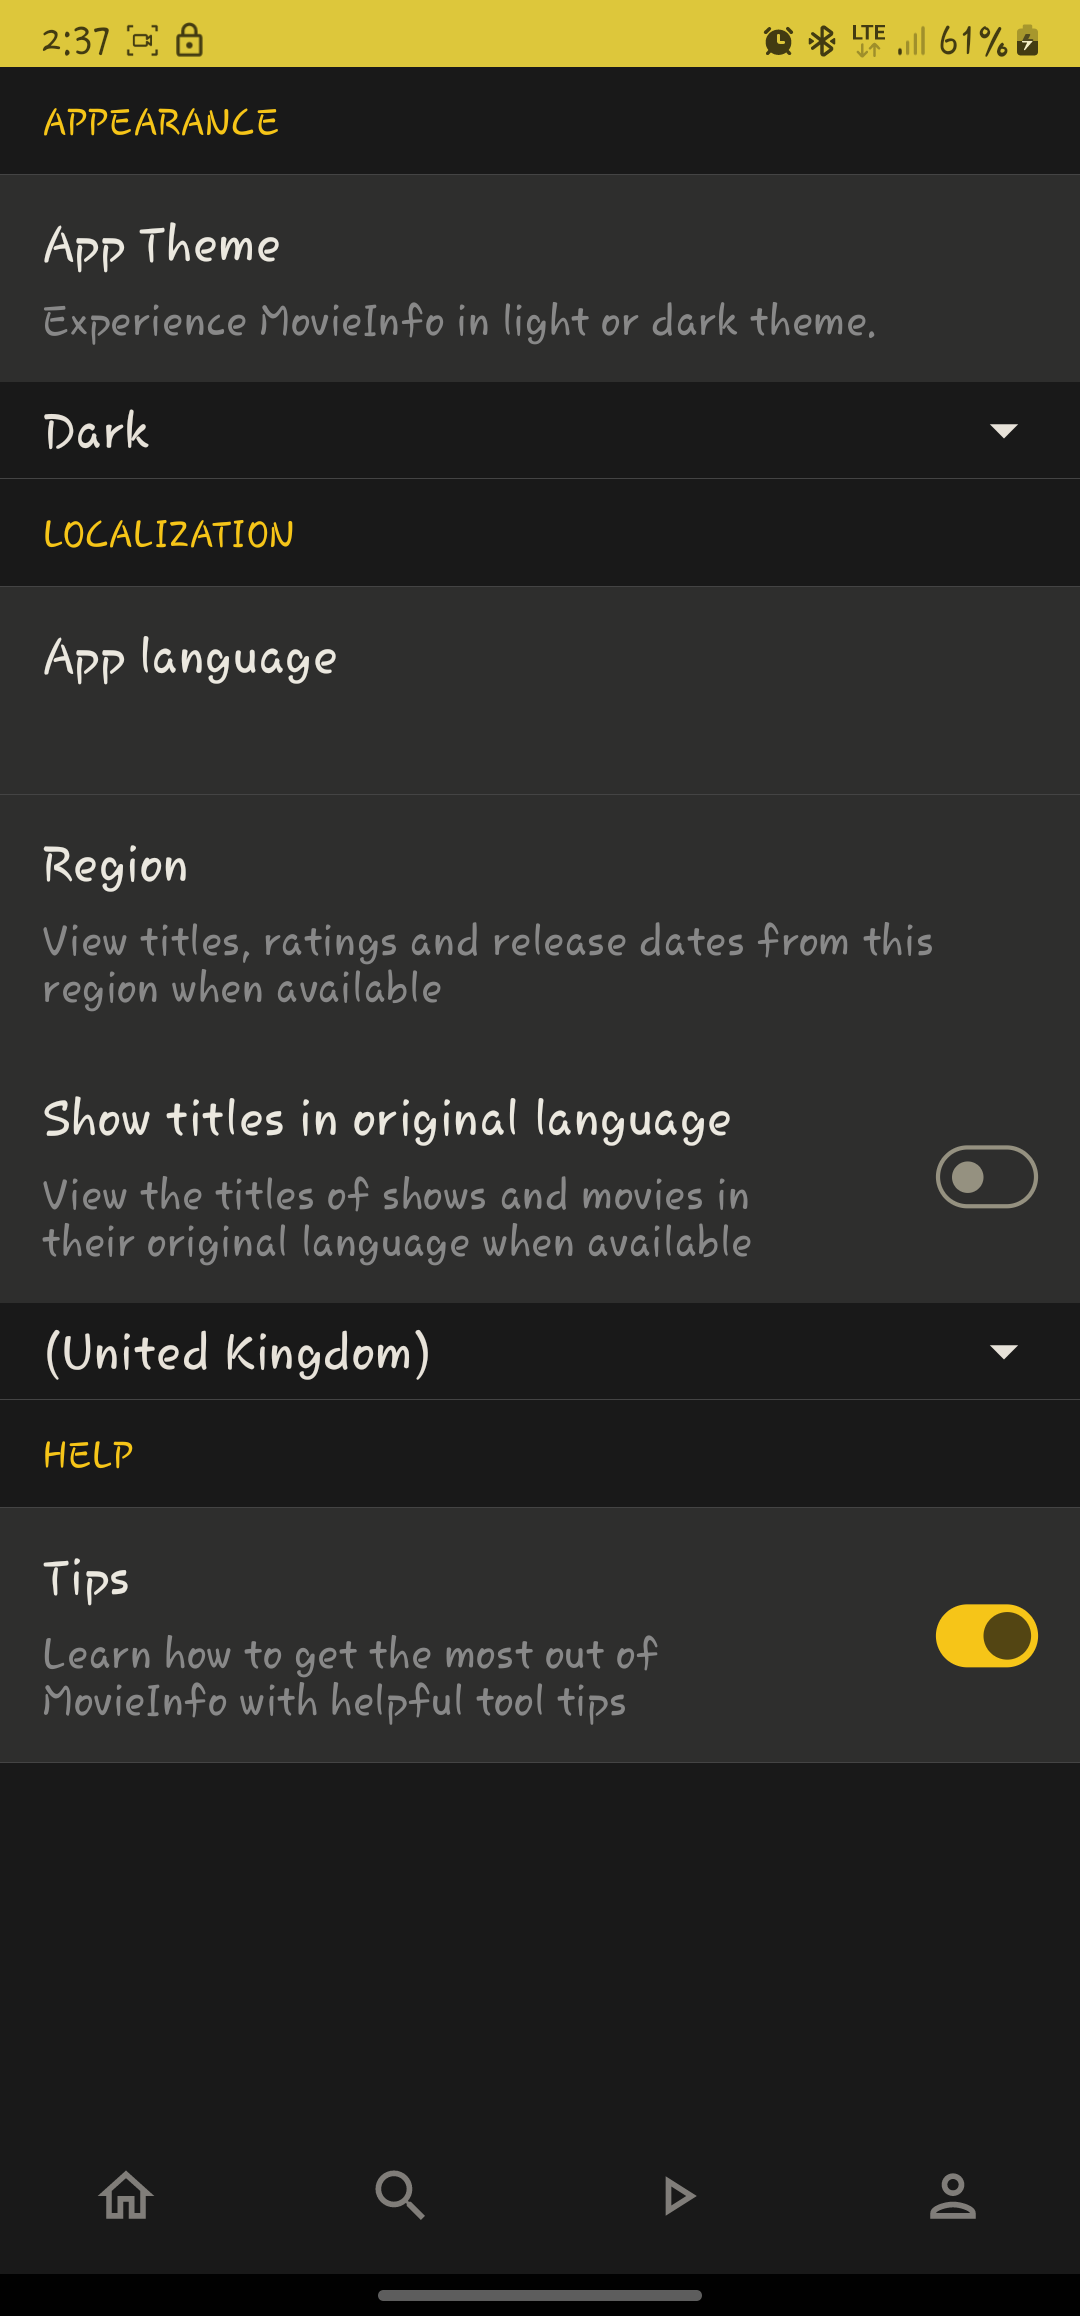 2:37 LTE 61%
APPEARANCE
App Theme
Experience MovieInfo in light or dark theme.
Dark
LOCALIZATION
App language
Region
View titles, ratings and release dates from this
region when available
Show titles in original language
View the titles of shows and movies in
their original language when available
(United Kingdom)
HELP
Tips
Learn how to get the most out of
MovieInfo with helpful tool tips